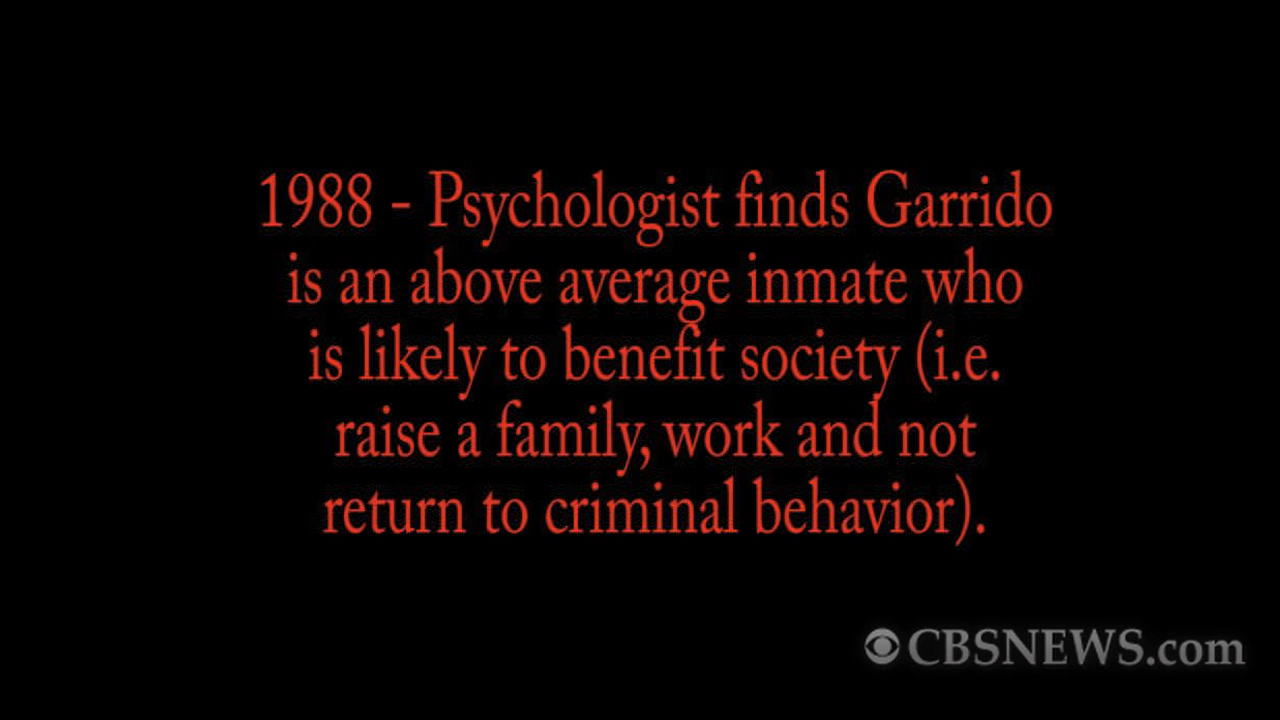 1988 - Psychologist finds Garrido
is an above average inmate who
is likely to benefit society (i.e.
raise a family, work and not
return to criminal behavior).
CBSNEWS.com